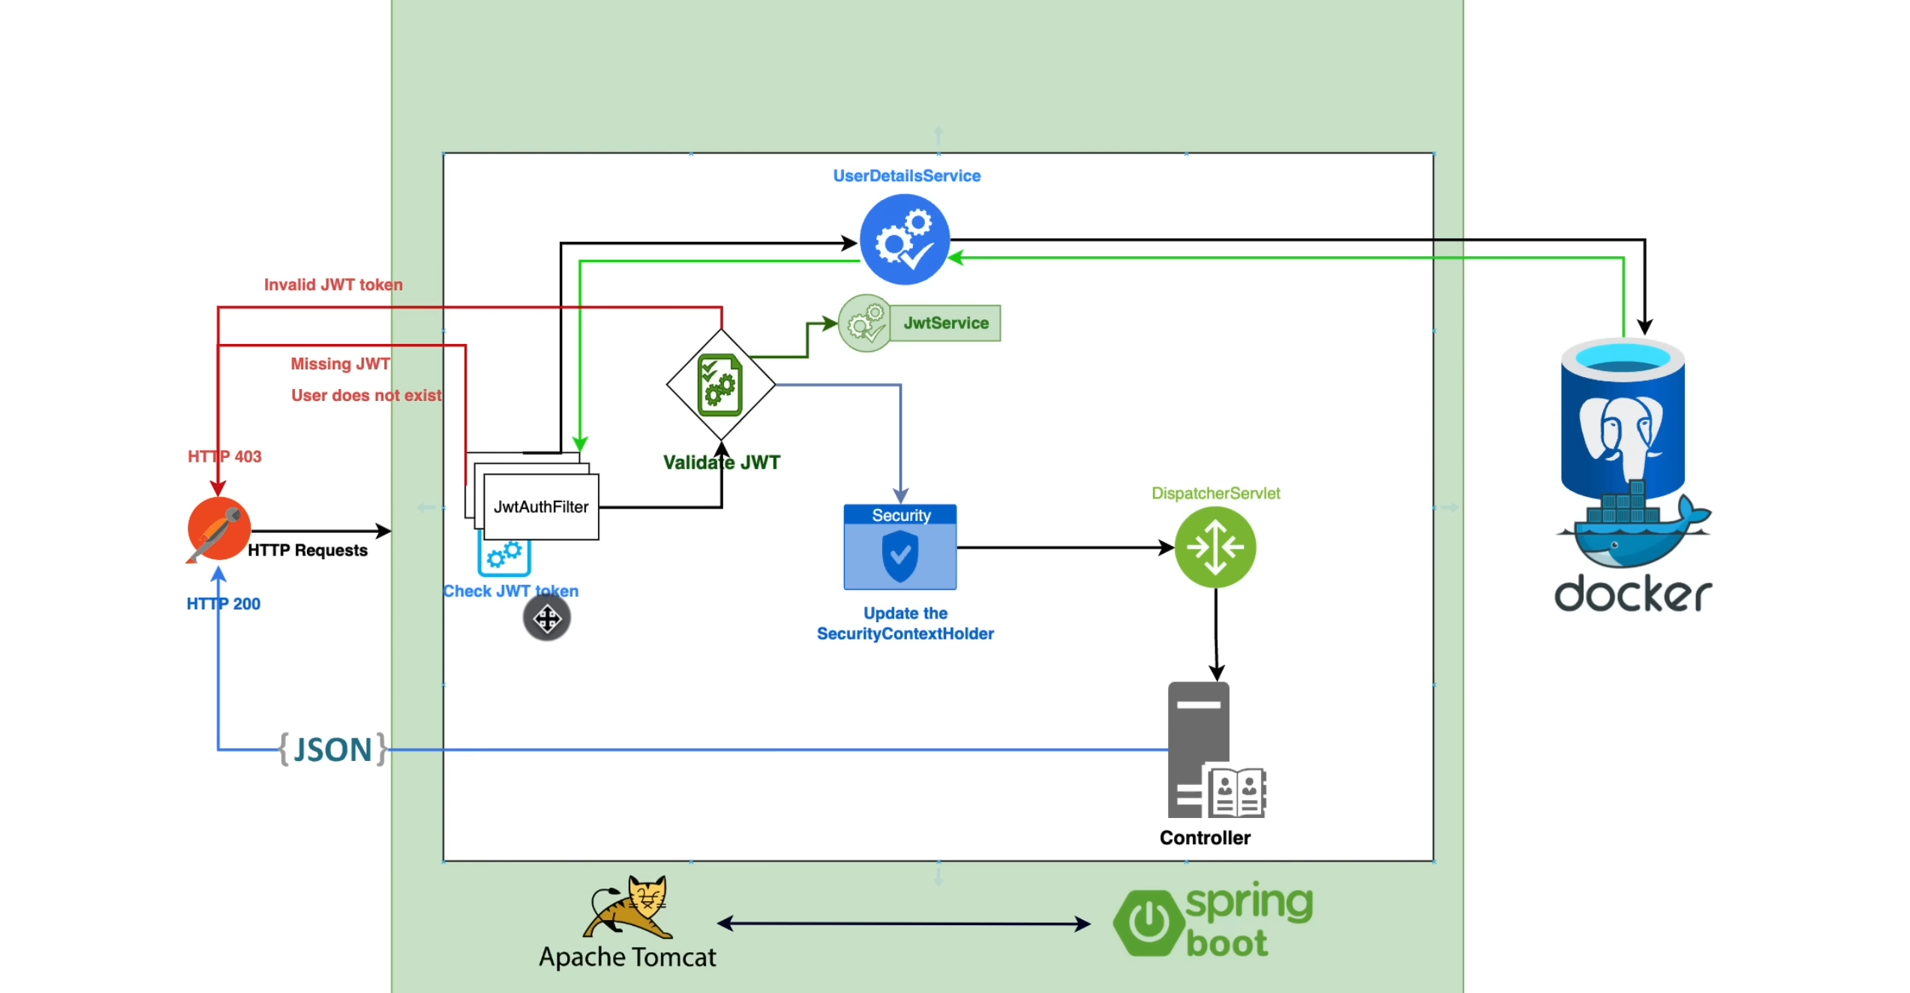 UserDetailsService
Invalid JWT token
JwtService
Missing JWT
User does not exist
HTTP 403
Validate JWT
JwtAuthFilter
Security
DispatcherServlet
HTTP Requests
Check JWT token
HTTP 200
Update the
SecurityContextHolder
docker
{JSON}
Controller
Apache Tomcat
spring
boot